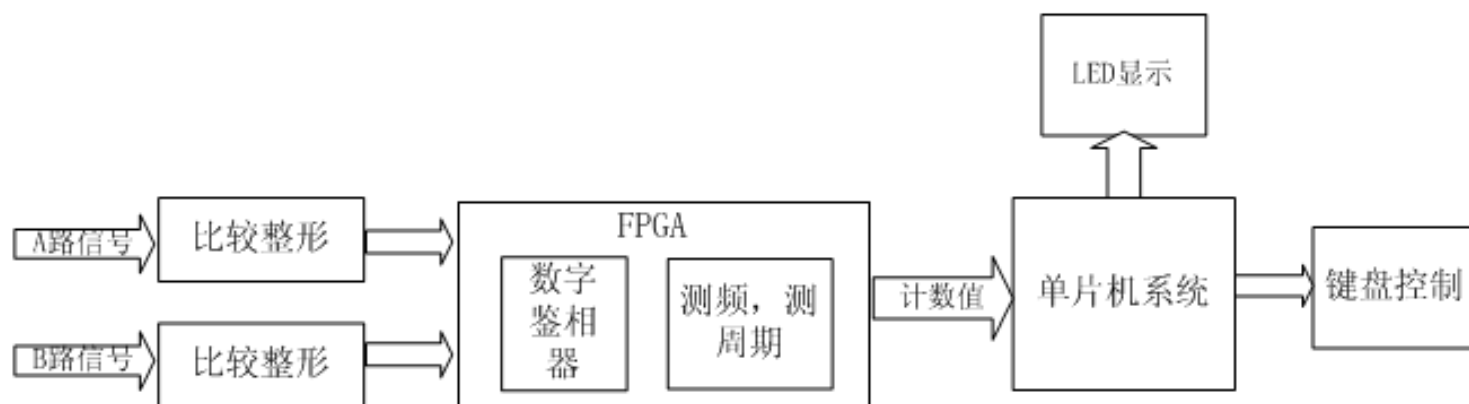 LED显示
A路信号
比较整形
FPGA
数字
鉴相
器
测频，测
周期
计数值
单片机系统
键盘控制
B路信号
比较整形